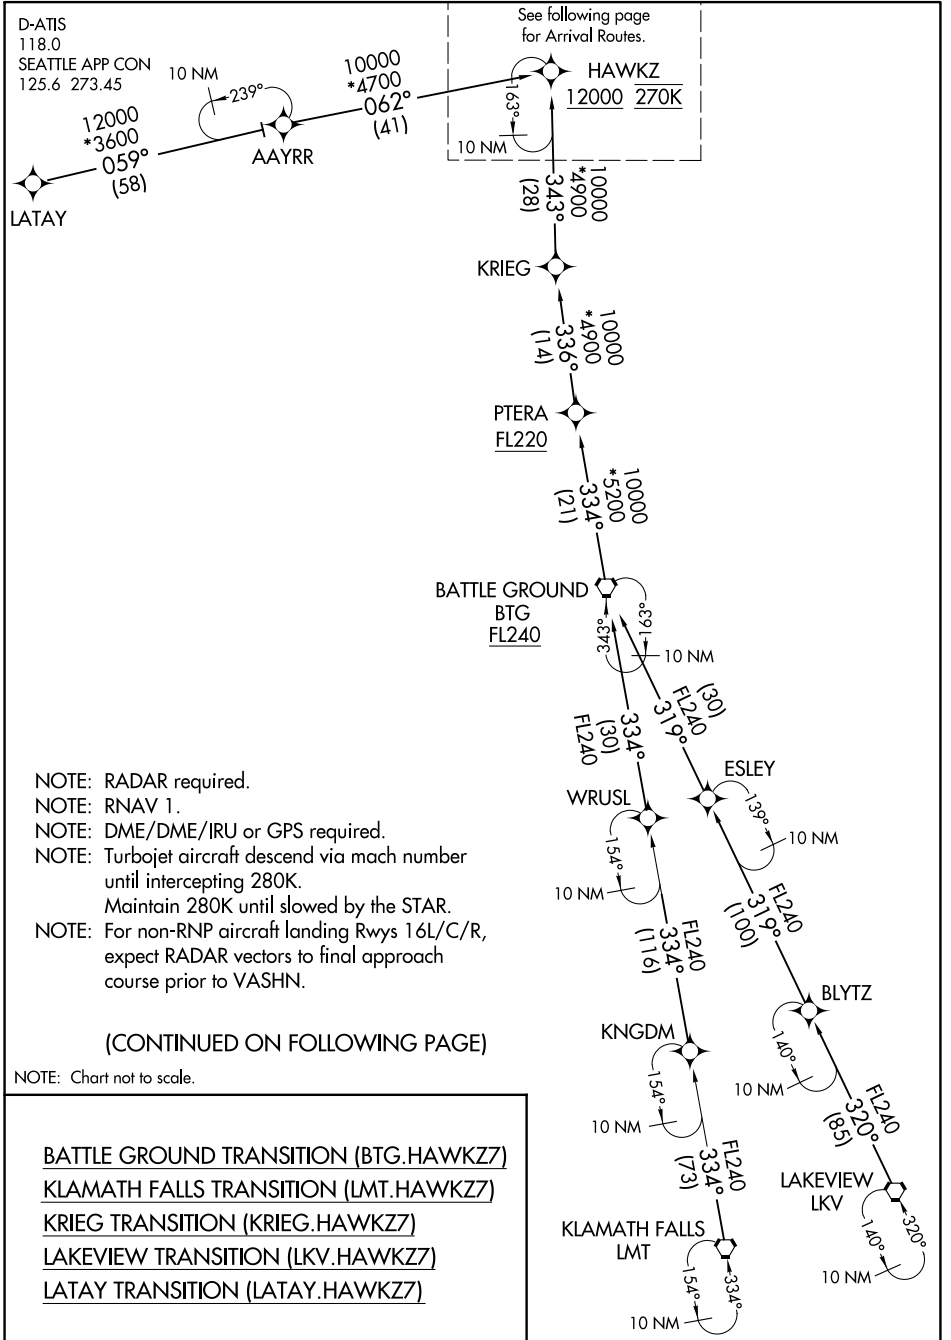 D-ATIS
118.0
SEATTLE APP CON
125.6 273.45
See following page
for Arrival Routes.
HAWKZ
12000 270K
163°
10 NM
10 NM
239°
10000
*4700
062°
(41)
AAYRR
12000
*3600
059°
(58)
LATAY
10000
*4900
343°
(28)
KRIEG
10000
*4900
336°
(14)
PTERA
FL220
10000
*5200
334°
(21)
BATTLE GROUND
BTG
FL240
343°
163°
10 NM
(30)
FL240
319°
334°
(30)
FL240
ESLEY
139°
10 NM
WRUSL
154°
10 NM
FL240
319°
(100)
FL240
334°
(116)
BLYTZ
140°
10 NM
KNGDM
154°
10 NM
FL240
320°
(85)
FL240
334°
(73)
LAKEVIEW
LKV
140°
320°
10 NM
KLAMATH FALLS
LMT
154°
334°
10 NM
NOTE: RADAR required.
NOTE: RNAV 1.
NOTE: DME/DME/IRU or GPS required.
NOTE: Turbojet aircraft descend via mach number
until intercepting 280K.
Maintain 280K until slowed by the STAR.
NOTE: For non-RNP aircraft landing Rwys 16L/C/R,
expect RADAR vectors to final approach
course prior to VASHN.
(CONTINUED ON FOLLOWING PAGE)
NOTE: Chart not to scale.
BATTLE GROUND TRANSITION (BTG.HAWKZ7)
KLAMATH FALLS TRANSITION (LMT.HAWKZ7)
KRIEG TRANSITION (KRIEG.HAWKZ7)
LAKEVIEW TRANSITION (LKV.HAWKZ7)
LATAY TRANSITION (LATAY.HAWKZ7)